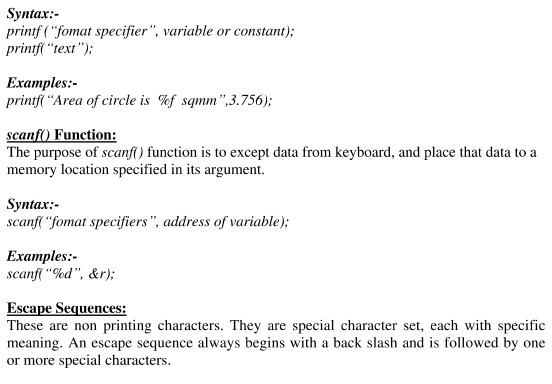 Syntax:-
printf (“fomat specifier”, variable or constant);
printf(“text”);
Examples:-
printf(“Area of circle is %f sqmm”,3.756);
scanf() Function:
The purpose of scanf() function is to except data from keyboard, and place that data to a
memory location specified in its argument.
Syntax:-
scanf(“fomat specifiers”, address of variable);
Examples:-
scanf(“%d”, &r);
Escape Sequences:
These are non printing characters. They are special character set, each with specific
meaning. An escape sequence always begins with a back slash and is followed by one
or more special characters.